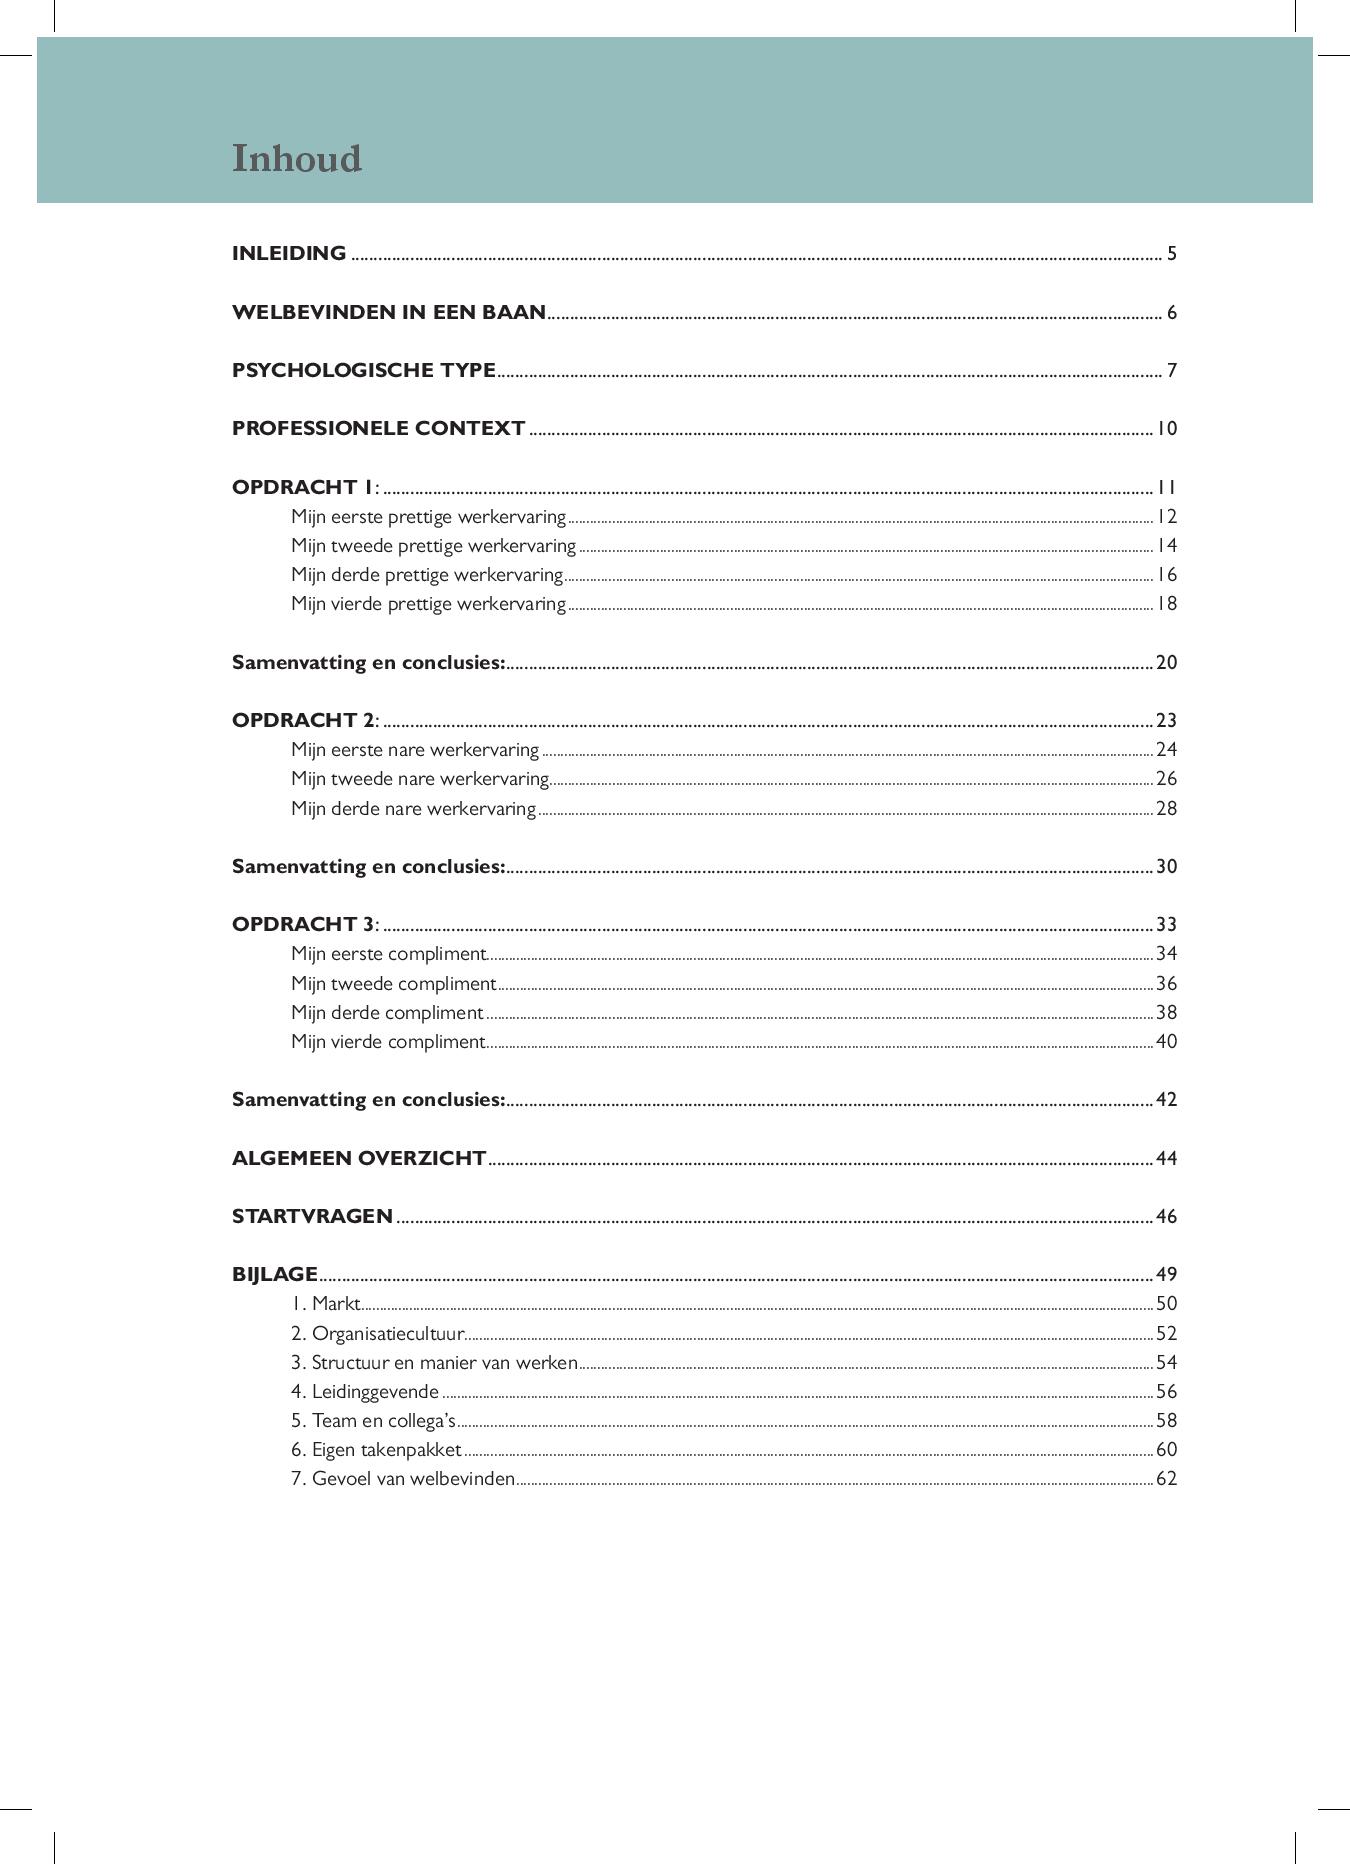 Inhoud
INLEIDING ........ 5
WELBEVINDEN IN EEN BAAN ........ 6
PSYCHOLOGISCHE TYPE ........ 7
PROFESSIONELE CONTEXT ........ 10
OPDRACHT 1: ........ 11
Mijn eerste prettige werkervaring ........ 12
Mijn tweede prettige werkervaring ........ 14
Mijn derde prettige werkervaring ........ 16
Mijn vierde prettige werkervaring ........ 18
Samenvatting en conclusies: ........ 20
OPDRACHT 2: ........ 23
Mijn eerste nare werkervaring ........ 24
Mijn tweede nare werkervaring ........ 26
Mijn derde nare werkervaring ........ 28
Samenvatting en conclusies: ........ 30
OPDRACHT 3: ........ 33
Mijn eerste compliment ........ 34
Mijn tweede compliment ........ 36
Mijn derde compliment ........ 38
Mijn vierde compliment ........ 40
Samenvatting en conclusies: ........ 42
ALGEMEEN OVERZICHT ........ 44
STARTVRAGEN ........ 46
BIJLAGE ........ 49
1. Markt ........ 50
2. Organisatiecultuur ........ 52
3. Structuur en manier van werken ........ 54
4. Leidinggevende ........ 56
5. Team en collega’s ........ 58
6. Eigen takenpakket ........ 60
7. Gevoel van welbevinden ........ 62